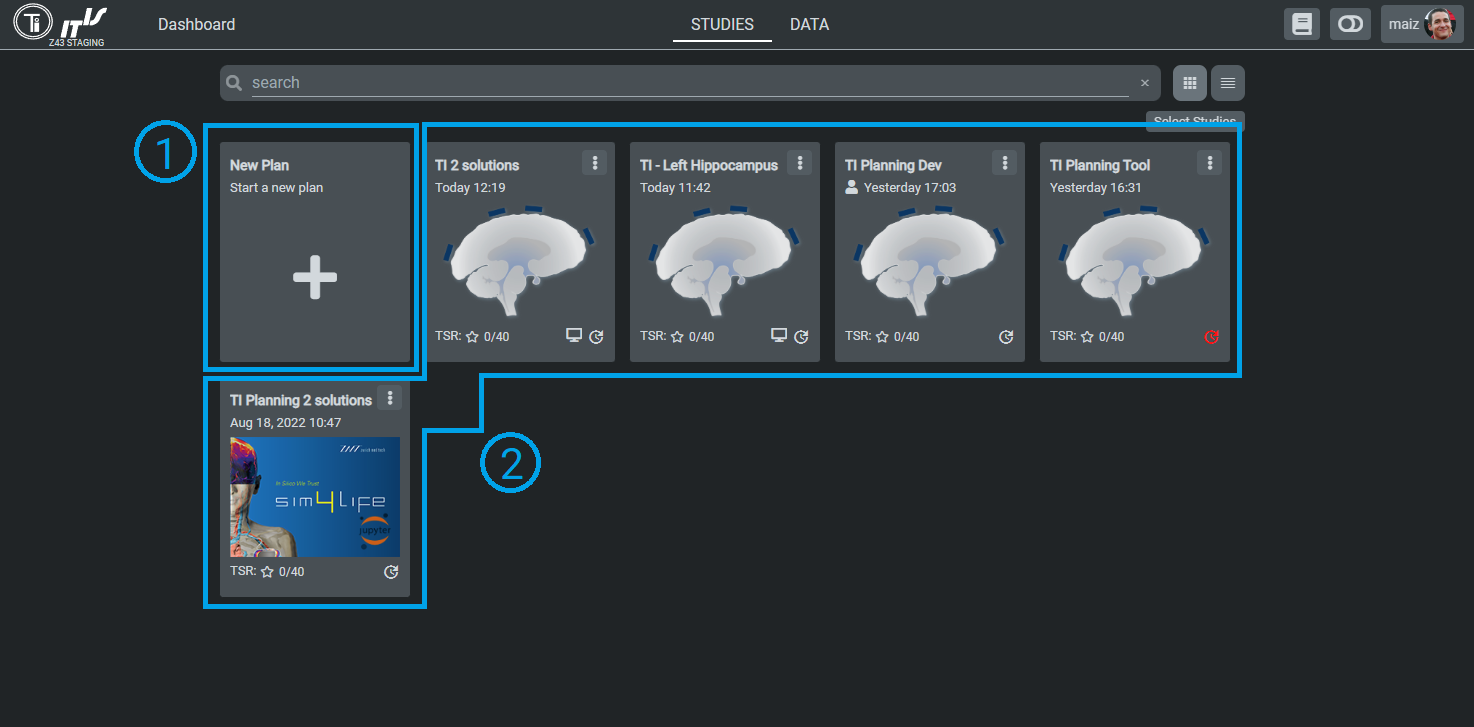 Ti IT'IS
Z43 STAGING
Dashboard
STUDIES
DATA
maiz
search
Select Studies
1
New Plan
Start a new plan
TI 2 solutions
Today 12:19
TSR: 0/40
TI - Left Hippocampus
Today 11:42
TSR: 0/40
TI Planning Dev
Yesterday 17:03
TSR: 0/40
TI Planning Tool
Yesterday 16:31
TSR: 0/40
TI Planning 2 solutions
Aug 18, 2022 10:47
In Silico We Trust
sim4life
jupyter
TSR: 0/40
2